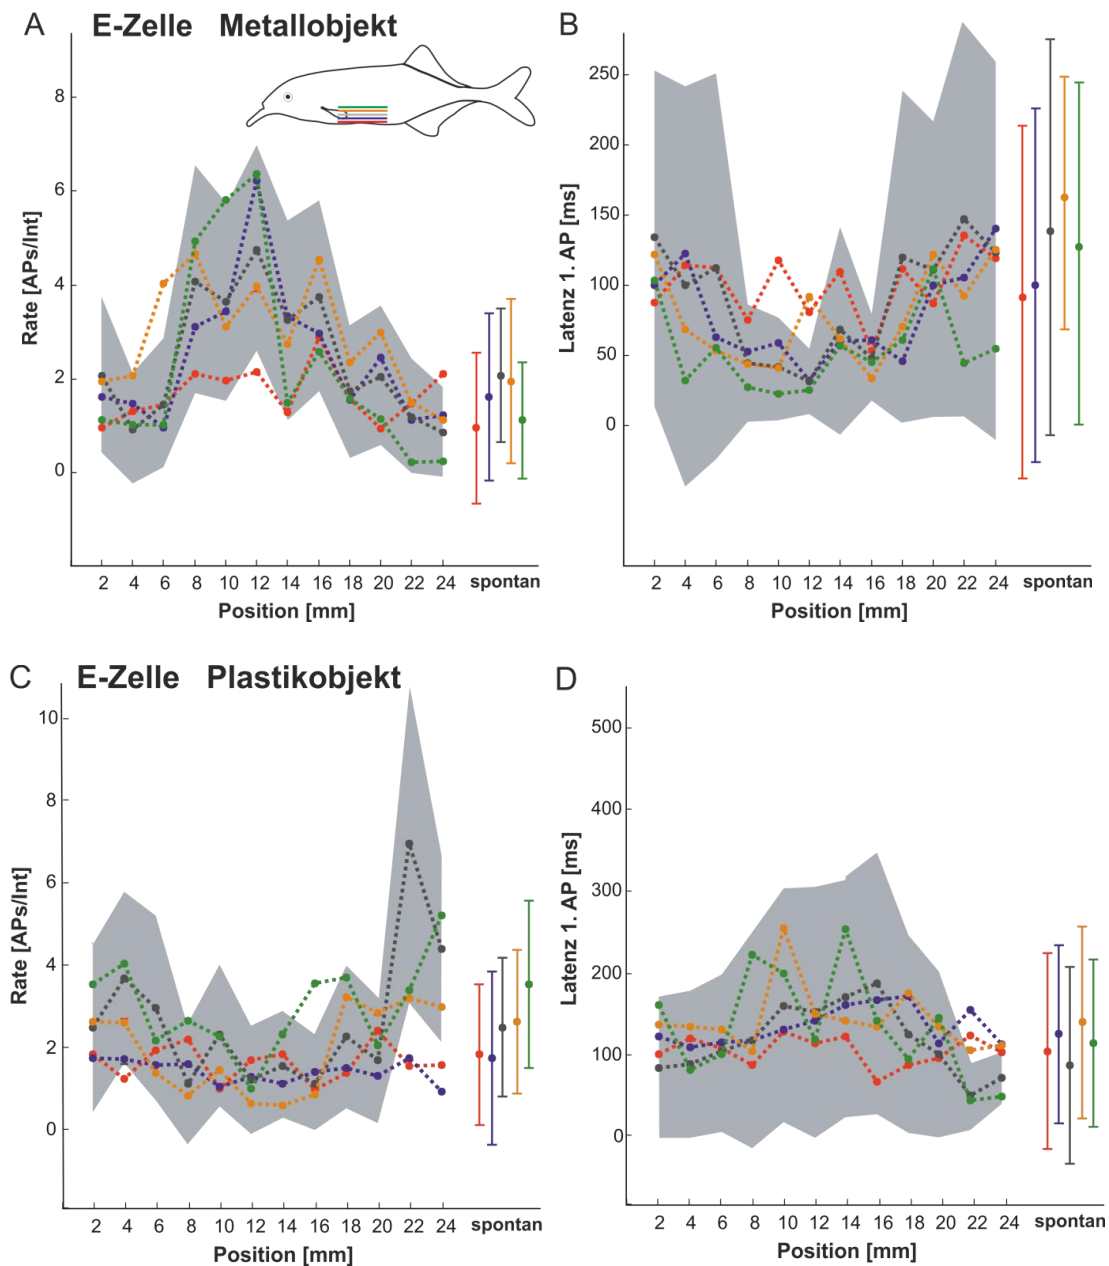 A E-Zelle Metallobjekt
Rate [APs/Int]
8
6
4
2
0
2 4 6 8 10 12 14 16 18 20 22 24 spontan
Position [mm]
B
Latenz 1. AP [ms]
250
200
150
100
50
0
2 4 6 8 10 12 14 16 18 20 22 24 spontan
Position [mm]
C E-Zelle Plastikobjekt
Rate [APs/Int]
10
8
6
4
2
0
2 4 6 8 10 12 14 16 18 20 22 24 spontan
Position [mm]
D
Latenz 1. AP [ms]
500
400
300
200
100
0
2 4 6 8 10 12 14 16 18 20 22 24 spontan
Position [mm]